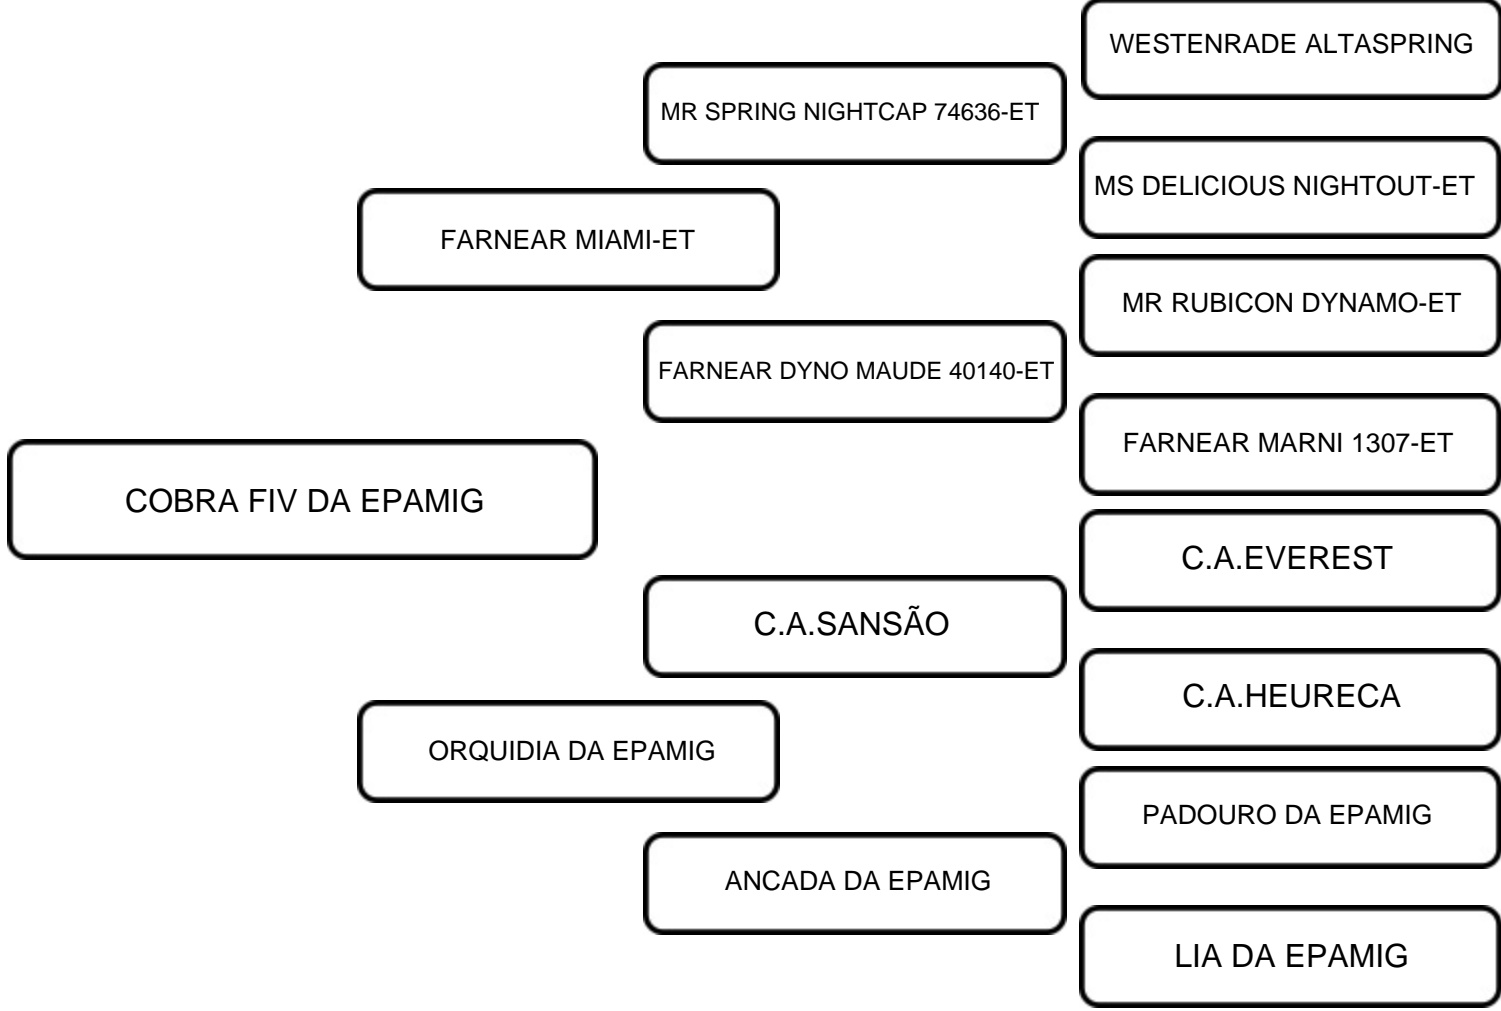 WESTENRADE ALTASPRING
MR SPRING NIGHTCAP 74636-ET
MS DELICIOUS NIGHTOUT-ET
FARNEAR MIAMI-ET
MR RUBICON DYNAMO-ET
FARNEAR DYNO MAUDE 40140-ET
FARNEAR MARNI 1307-ET
COBRA FIV DA EPAMIG
C.A.EVEREST
C.A.SANSÃO
C.A.HEURECA
ORQUIDIA DA EPAMIG
PADOURO DA EPAMIG
ANCADA DA EPAMIG
LIA DA EPAMIG